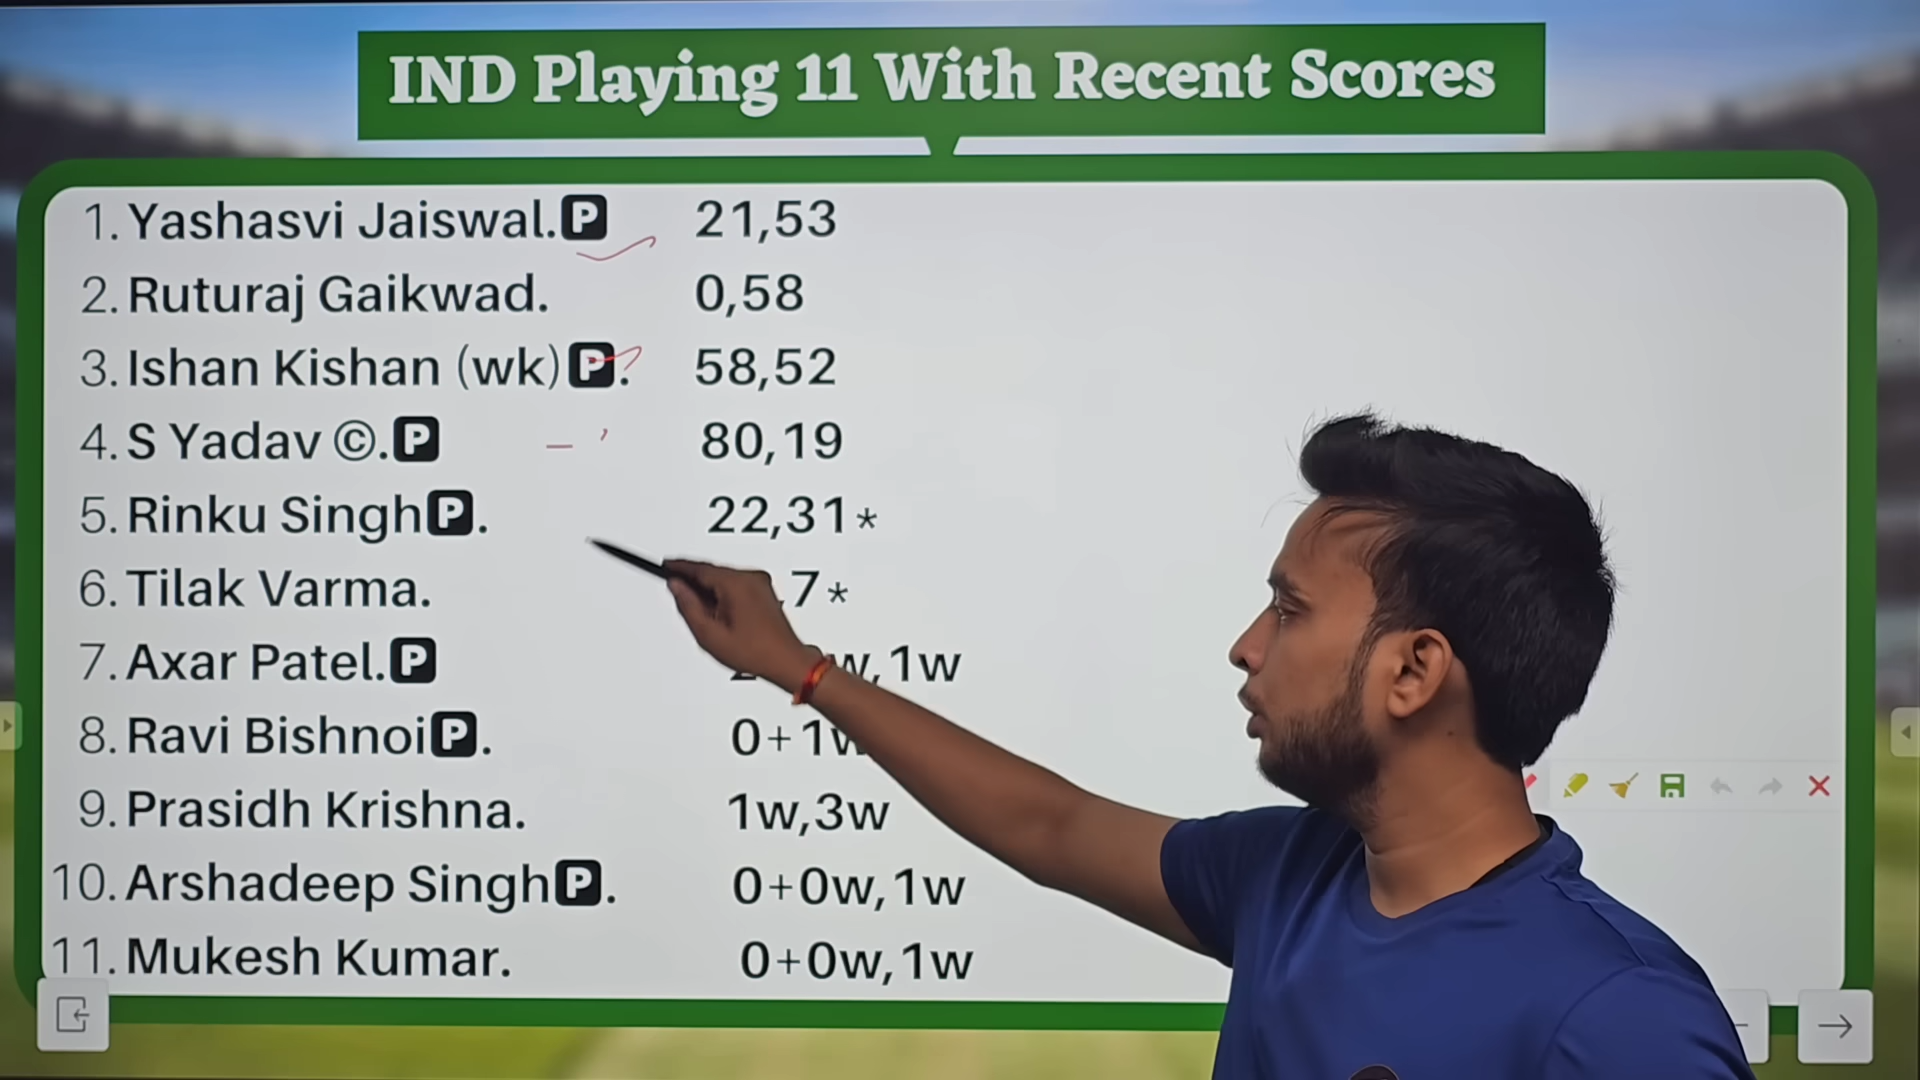 IND Playing 11 With Recent Scores
1. Yashasvi Jaiswal. P 21,53
2. Ruturaj Gaikwad. 0,58
3. Ishan Kishan (wk) P. 58,52
4. S Yadav ©. P 80,19
5. Rinku Singh P. 22,31*
6. Tilak Varma. ,7*
7. Axar Patel. P w,1w
8. Ravi Bishnoi P. 0+1w
9. Prasidh Krishna. 1w,3w
10. Arshadeep Singh P. 0+0w,1w
11. Mukesh Kumar. 0+0w,1w